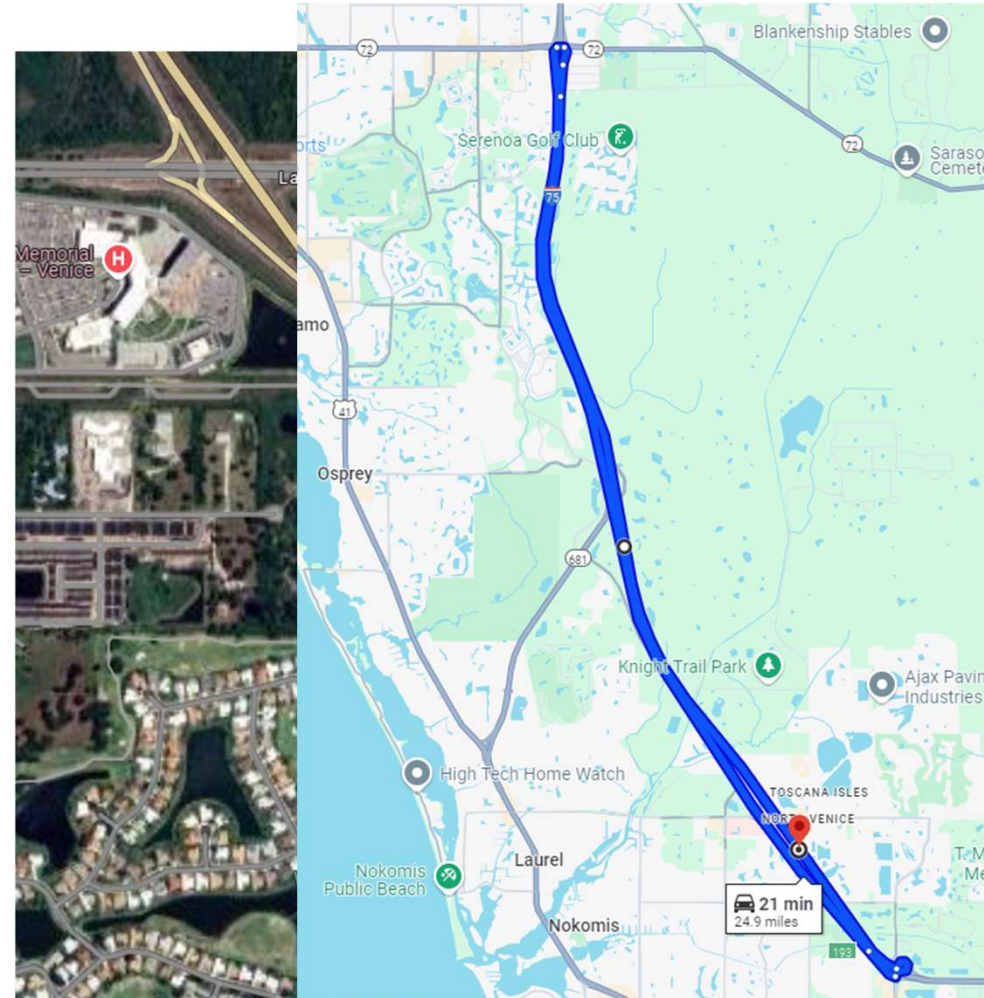 La
Memorial
– Venice
H
72
72
Blankenship Stables
Serenoa Golf Club
orts
72
Saraso
Cemete
75
amo
41
Osprey
681
Knight Trail Park
Ajax Pavin
Industries
High Tech Home Watch
TOSCANA ISLES
NORTH VENICE
T. M
Me
Laurel
Nokomis
Public Beach
21 min
24.9 miles
Nokomis
193